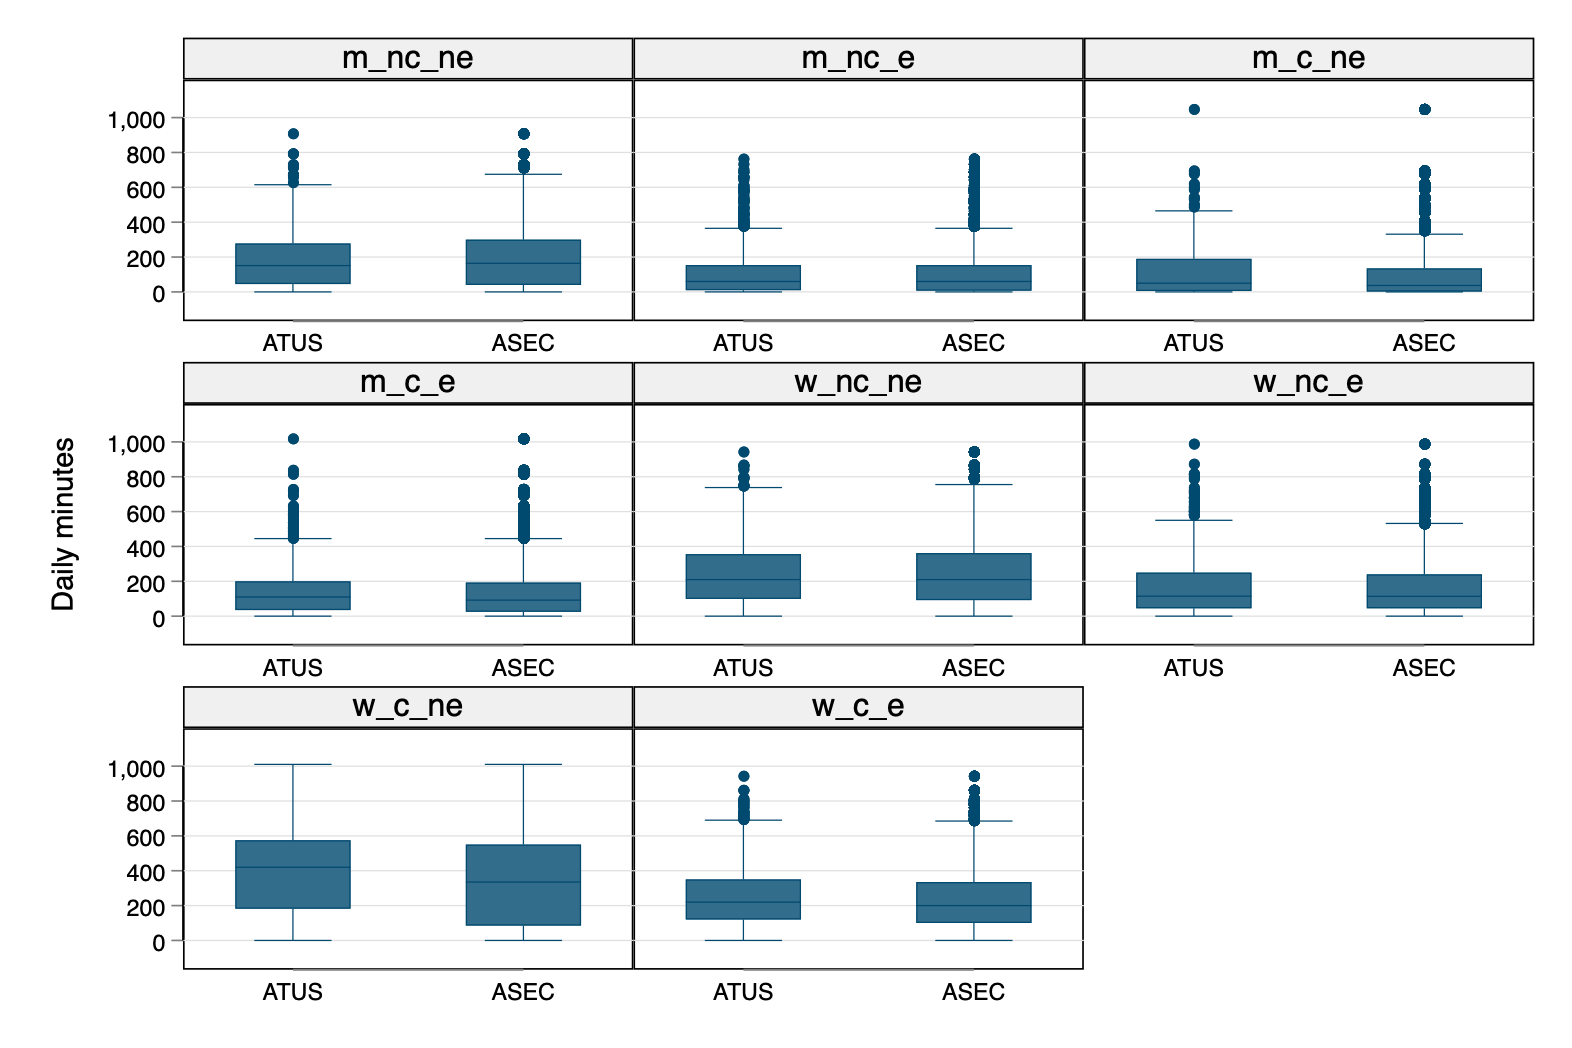 m_nc_ne m_nc_e m_c_ne
1,000
800
600
400
200
0
ATUS ASEC ATUS ASEC ATUS ASEC
m_c_e w_nc_ne w_nc_e
1,000
800
600
400
200
0
Daily minutes
ATUS ASEC ATUS ASEC ATUS ASEC
w_c_ne w_c_e
1,000
800
600
400
200
0
ATUS ASEC ATUS ASEC